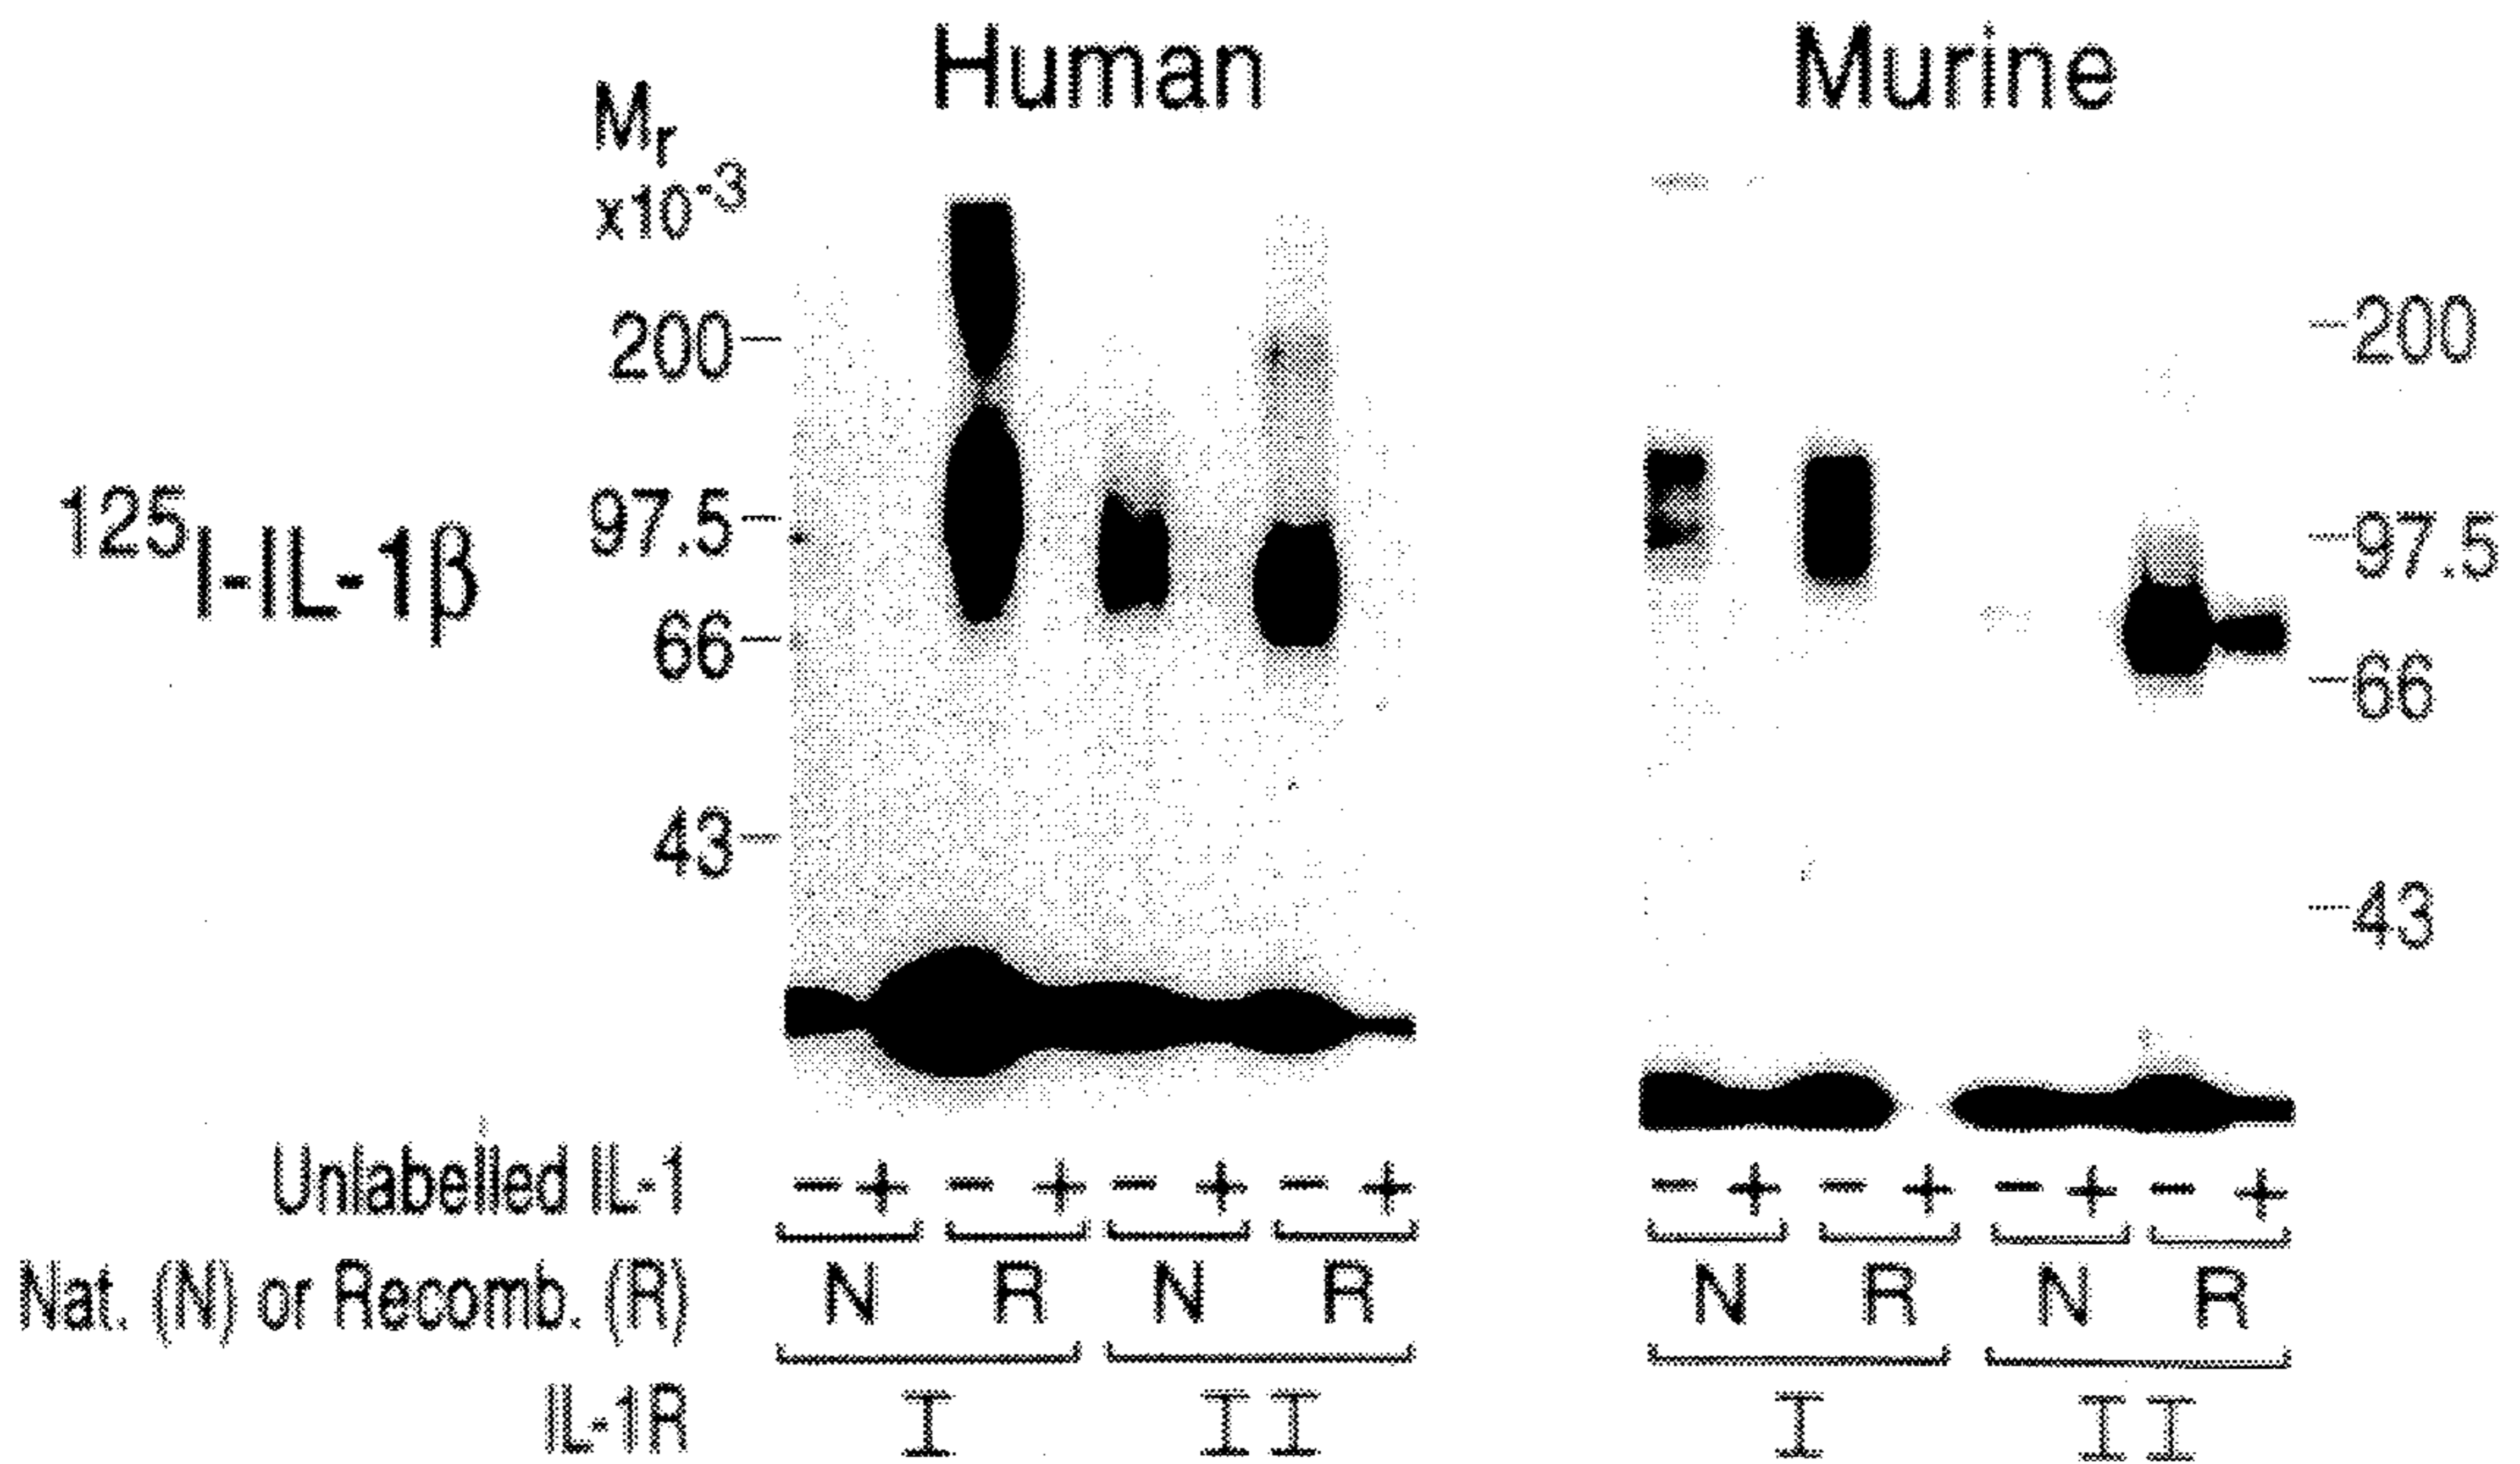 Human Murine
Mr
x10-3
200 200
125I-IL-1β 97.5 97.5
66 66
43 43
Unlabelled IL-1 − + − + − + − + − + − + − + − +
Nat. (N) or Recomb. (R) N R N R N R N R
IL-1R I II I II